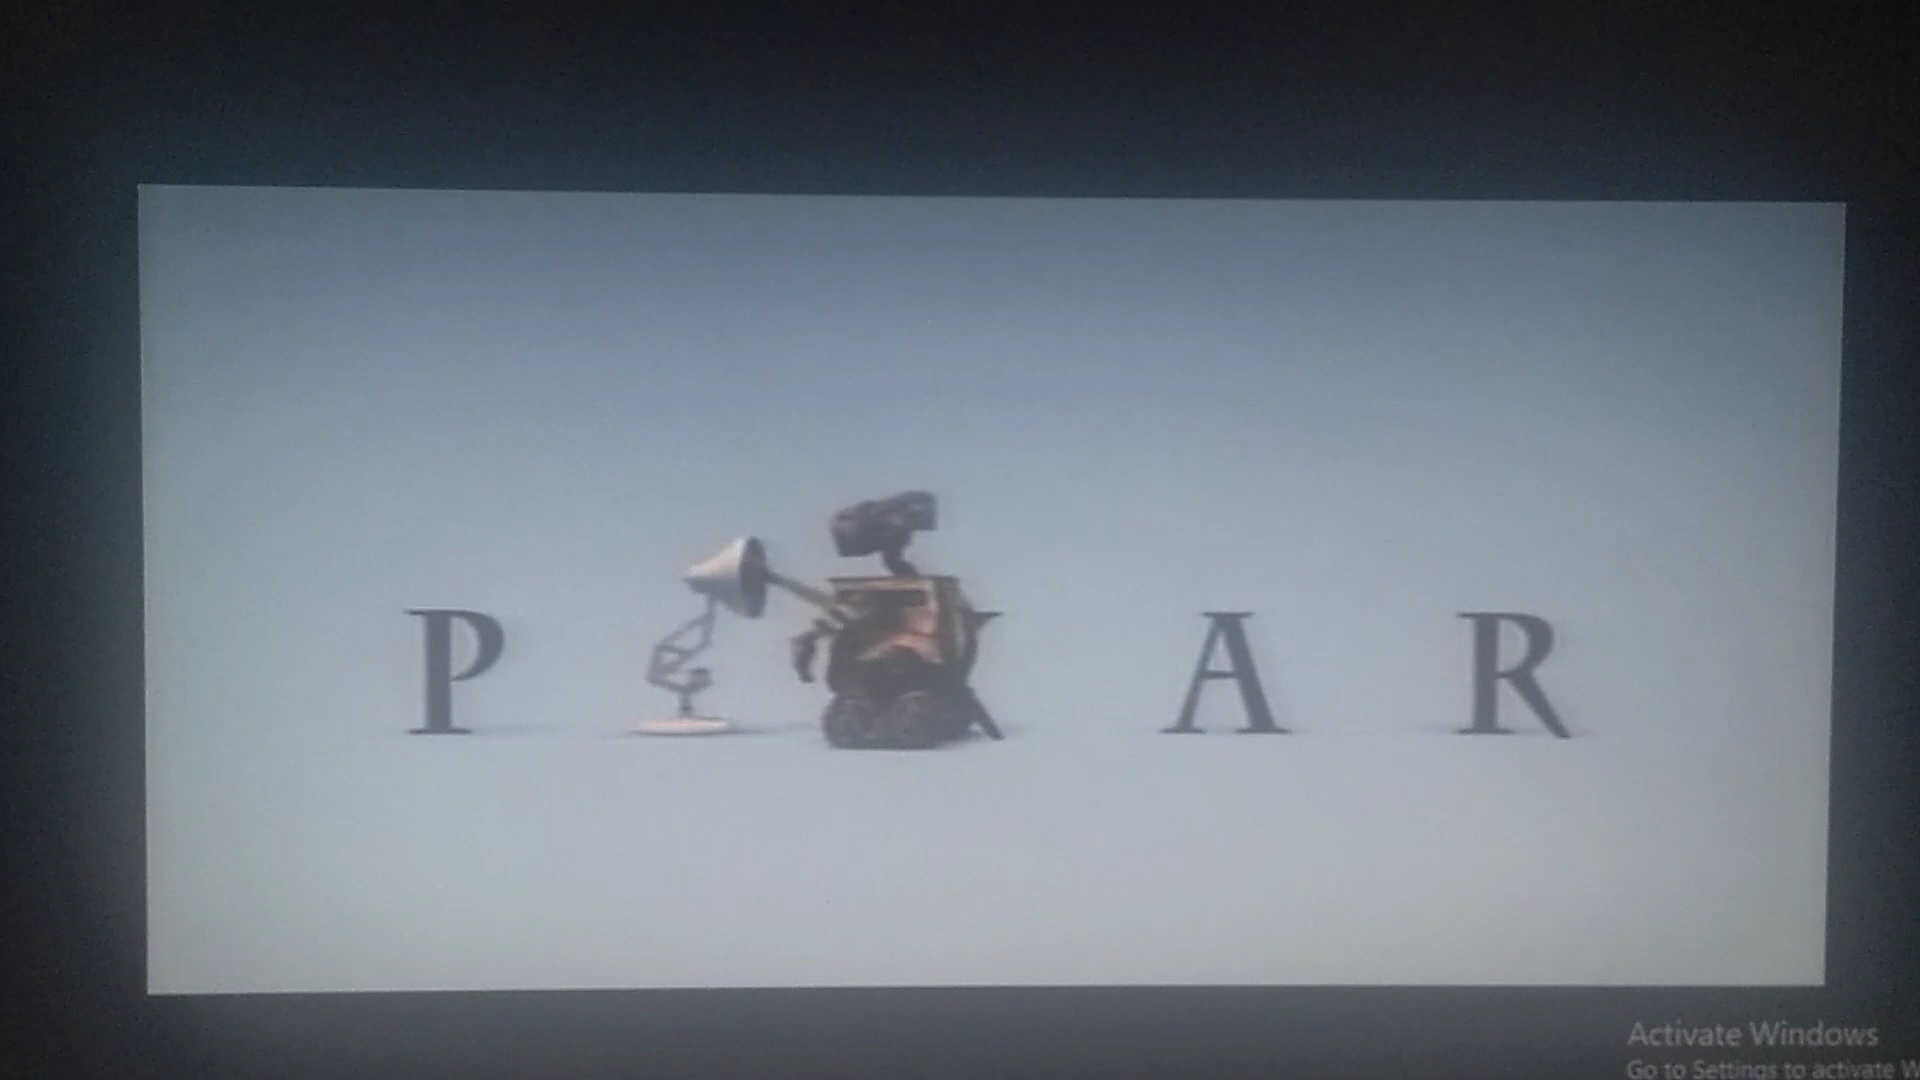 P X A R
Activate Windows
Go to Settings to activate W